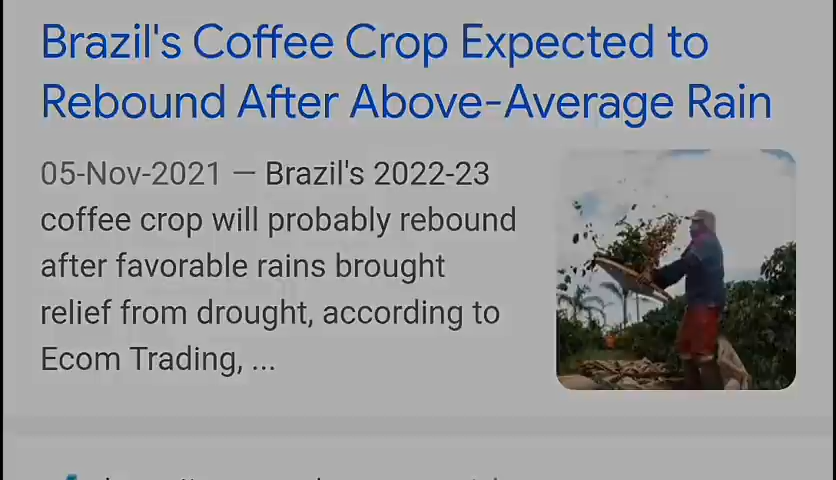 Brazil's Coffee Crop Expected to
Rebound After Above-Average Rain
05-Nov-2021 — Brazil's 2022-23
coffee crop will probably rebound
after favorable rains brought
relief from drought, according to
Ecom Trading, ...